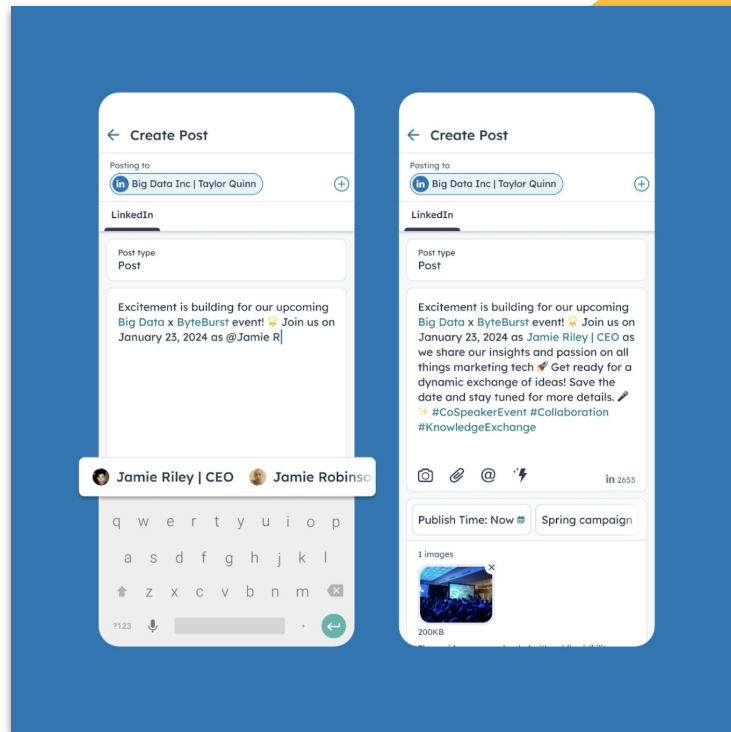 Create Post
Posting to
in Big Data Inc | Taylor Quinn
LinkedIn
Post type
Post
Excitement is building for our upcoming
Big Data x ByteBurst event! 🌟 Join us on
January 23, 2024 as @Jamie R
Jamie Riley | CEO Jamie Robinso
q w e r t y u i o p
a s d f g h j k l
z x c v b n m
?123 .
Create Post
Posting to
in Big Data Inc | Taylor Quinn
LinkedIn
Post type
Post
Excitement is building for our upcoming
Big Data x ByteBurst event! 🌟 Join us on
January 23, 2024 as Jamie Riley | CEO as
we share our insights and passion on all
things marketing tech 🚀 Get ready for a
dynamic exchange of ideas! Save the
date and stay tuned for more details. 🎤
✨ #CoSpeakerEvent #Collaboration
#KnowledgeExchange
@ in 2653
Publish Time: Now Spring campaign
1 images
200KB